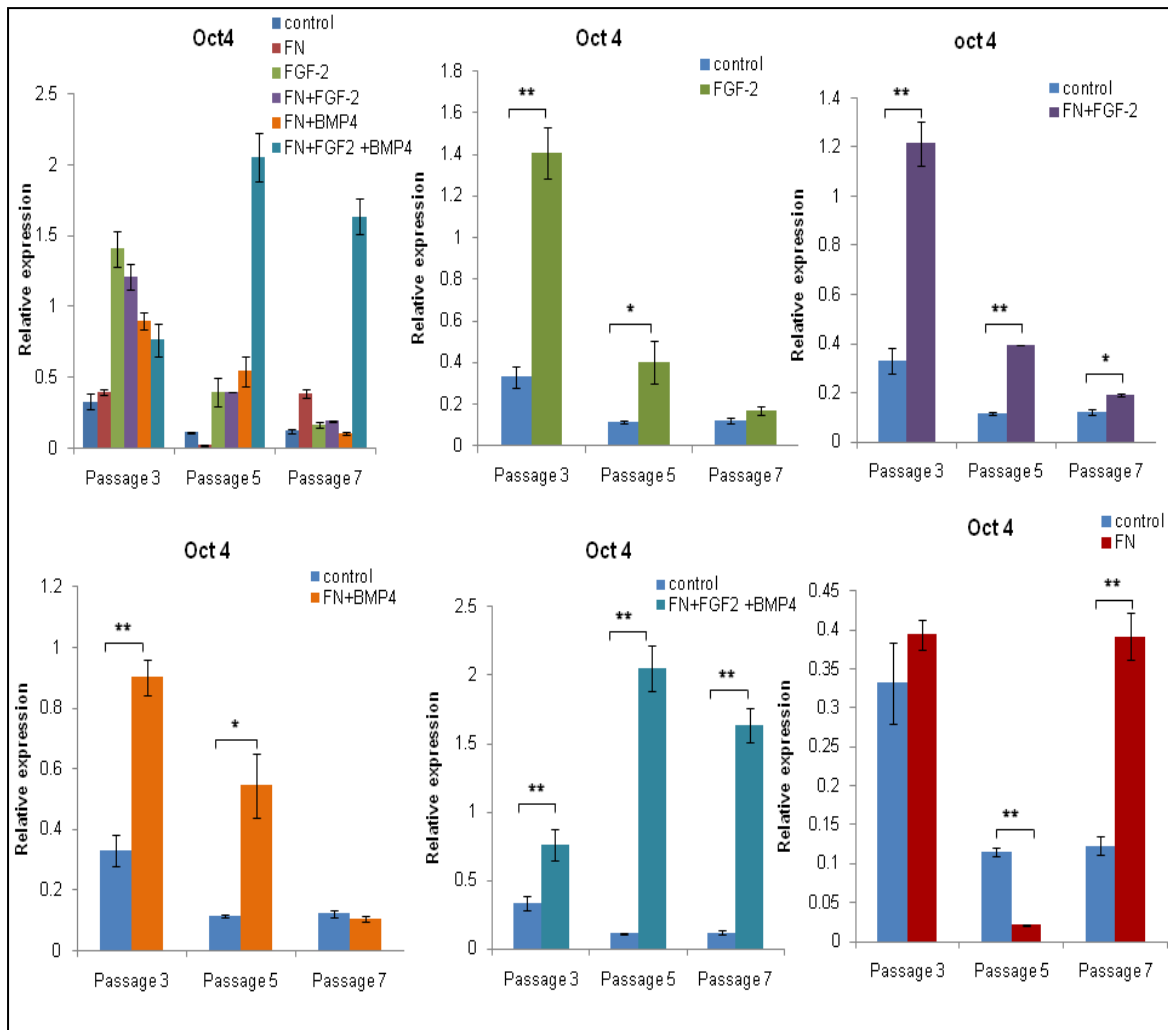 Oct4
control
FN
FGF-2
FN+FGF-2
FN+BMP4
FN+FGF2 +BMP4
Relative expression
2.5
2
1.5
1
0.5
0
Passage 3
Passage 5
Passage 7
Oct 4
control
FGF-2
Relative expression
1.8
1.6
1.4
1.2
1
0.8
0.6
0.4
0.2
0
**
*
Passage 3
Passage 5
Passage 7
oct 4
control
FN+FGF-2
Relative expression
1.4
1.2
1
0.8
0.6
0.4
0.2
0
**
**
*
Passage 3
Passage 5
Passage 7
Oct 4
control
FN+BMP4
Relative expression
1.2
1
0.8
0.6
0.4
0.2
0
**
*
Passage 3
Passage 5
Passage 7
Oct 4
control
FN+FGF2 +BMP4
Relative expression
2.5
2
1.5
1
0.5
0
**
**
**
Passage 3
Passage 5
Passage 7
Oct 4
control
FN
Relative expression
0.45
0.4
0.35
0.3
0.25
0.2
0.15
0.1
0.05
0
**
**
Passage 3
Passage 5
Passage 7